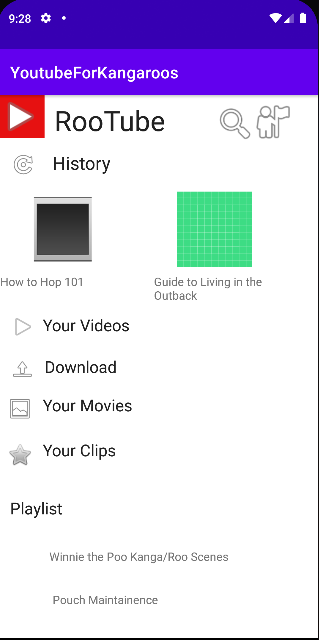 9:28
YoutubeForKangaroos
RooTube
History
How to Hop 101
Guide to Living in the
Outback
Your Videos
Download
Your Movies
Your Clips
Playlist
Winnie the Poo Kanga/Roo Scenes
Pouch Maintainence